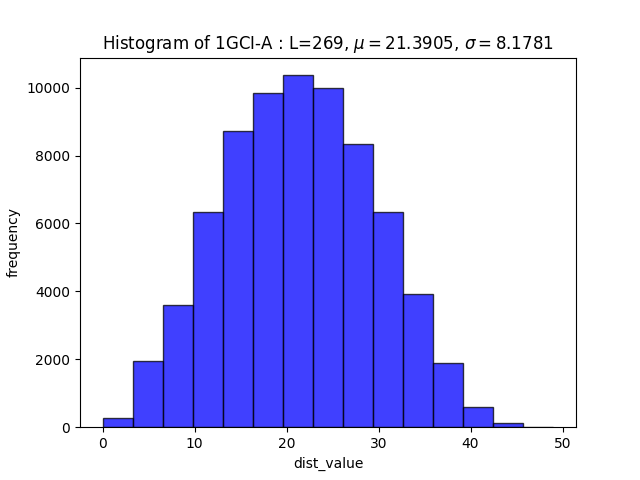 Histogram of 1GCI-A : L=269, μ = 21.3905, σ = 8.1781
frequency
10000
8000
6000
4000
2000
0
0 10 20 30 40 50
dist_value